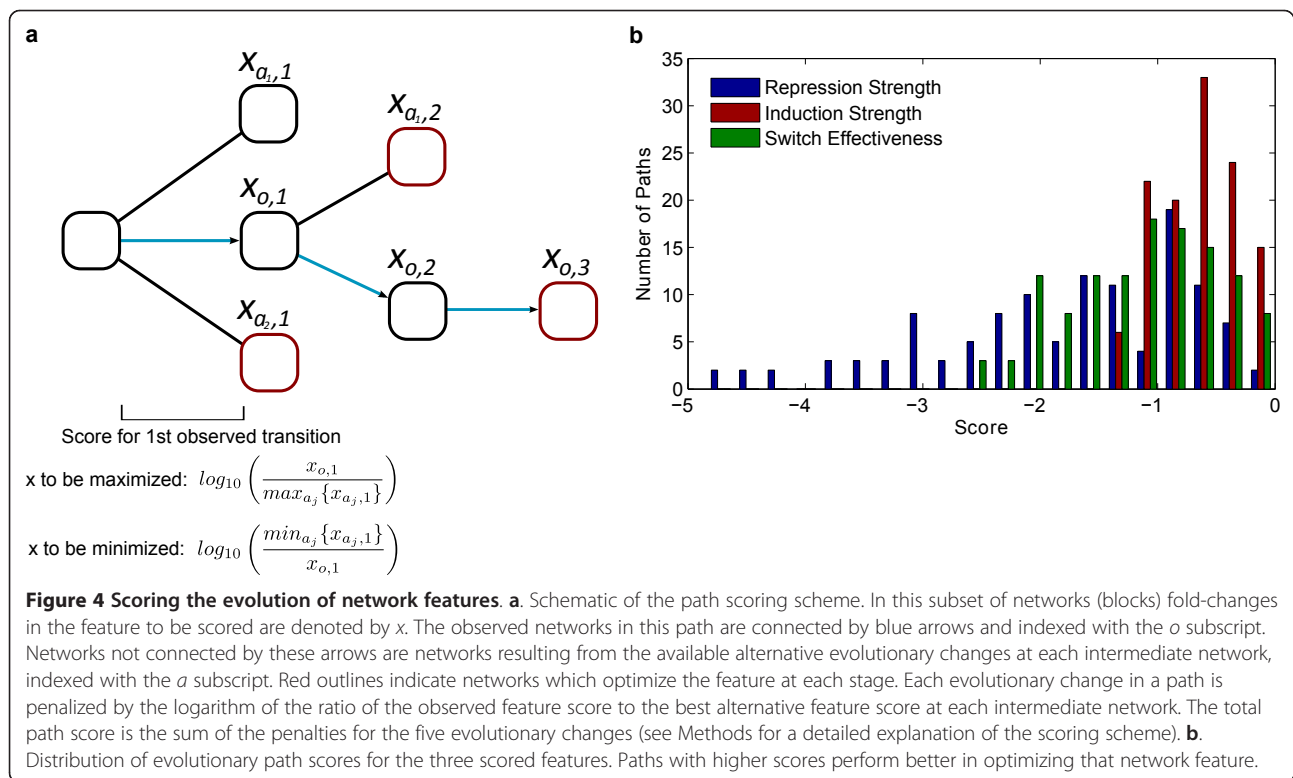 a
X a₁,1
X a₁,2
X o,1
X o,2
X o,3
X a₂,1
Score for 1st observed transition
x to be maximized: log₁₀ ( x_{o,1} / max_{a_j} {x_{a_j,1}} )
x to be minimized: log₁₀ ( min_{a_j} {x_{a_j,1}} / x_{o,1} )
b
35
30
25
20
15
10
5
0
Number of Paths
Repression Strength
Induction Strength
Switch Effectiveness
−5 −4 −3 −2 −1 0
Score
Figure 4 Scoring the evolution of network features. a. Schematic of the path scoring scheme. In this subset of networks (blocks) fold-changes
in the feature to be scored are denoted by x. The observed networks in this path are connected by blue arrows and indexed with the o subscript.
Networks not connected by these arrows are networks resulting from the available alternative evolutionary changes at each intermediate network,
indexed with the a subscript. Red outlines indicate networks which optimize the feature at each stage. Each evolutionary change in a path is
penalized by the logarithm of the ratio of the observed feature score to the best alternative feature score at each intermediate network. The total
path score is the sum of the penalties for the five evolutionary changes (see Methods for a detailed explanation of the scoring scheme). b.
Distribution of evolutionary path scores for the three scored features. Paths with higher scores perform better in optimizing that network feature.